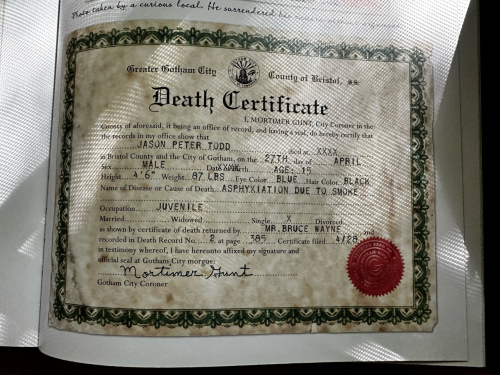 Photo taken by a curious local. He surrendered
Greater Gotham City County of Bristol, ss:
Death Certificate
I, MORTIMER GUNT, City Coroner in the
County of aforesaid, it being an office of record, and having a seal, do hereby certify that
the records in my office show that
JASON PETER TODD died at XXXX
in Bristol County and the City of Gotham, on the 27TH day of APRIL
Sex MALE Date XXXX AGE: 15
Height 4'6" Weight 87 LBS Eye Color BLUE Hair Color BLACK
Name of Disease or Cause of Death ASPHYXIATION DUE TO SMOKE
Occupation JUVENILE
Married Widowed Single X Divorced
as shown by certificate of death returned by MR. BRUCE WAYNE and
recorded in Death Record No. 2 at page 385 Certificate filed 4/28
in testimony whereof, I have hereunto affixed my signature and
official seal at Gotham City morgue:
Mortimer Gunt
Gotham City Coroner